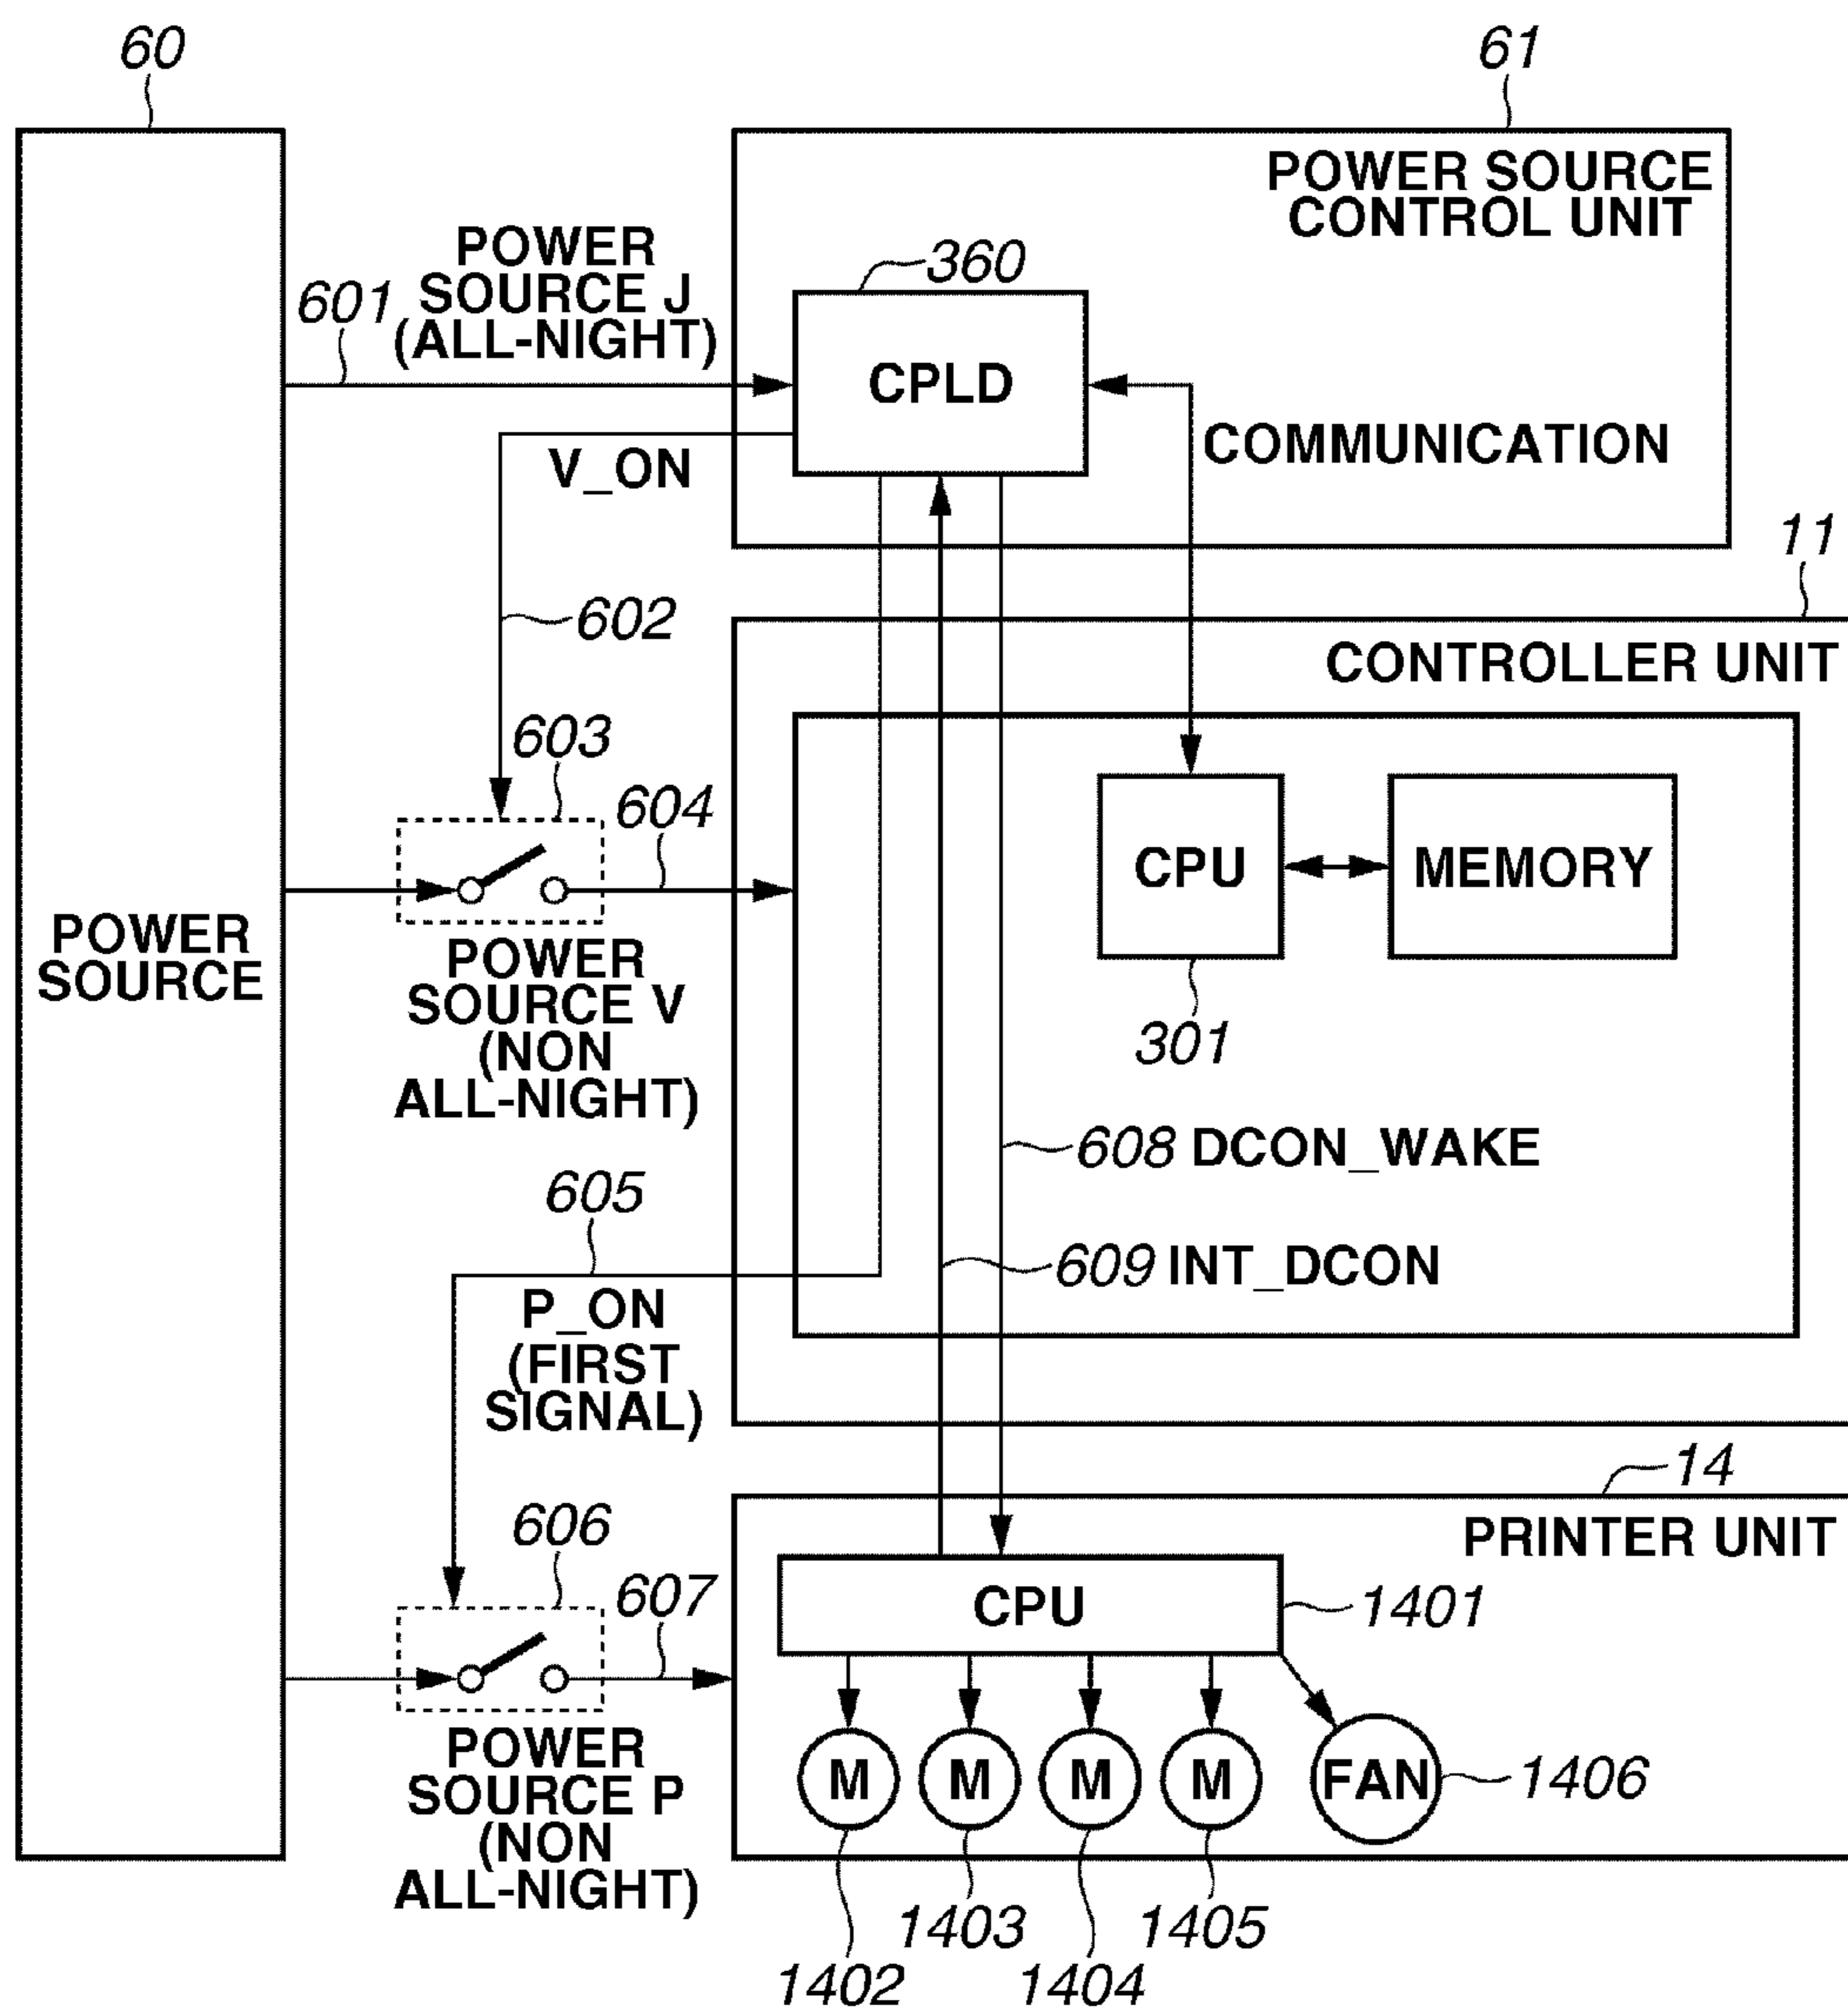 60
61
POWER SOURCE
CONTROL UNIT
POWER
SOURCE J
(ALL-NIGHT)
601
360
CPLD
V_ON
COMMUNICATION
602
11
CONTROLLER UNIT
603
604
CPU
MEMORY
301
POWER
SOURCE
POWER
SOURCE V
(NON
ALL-NIGHT)
608 DCON_WAKE
605
609 INT_DCON
P_ON
(FIRST
SIGNAL)
14
PRINTER UNIT
606
607
CPU
1401
POWER
SOURCE P
(NON
ALL-NIGHT)
M
M
M
M
FAN
1406
1402
1403
1404
1405